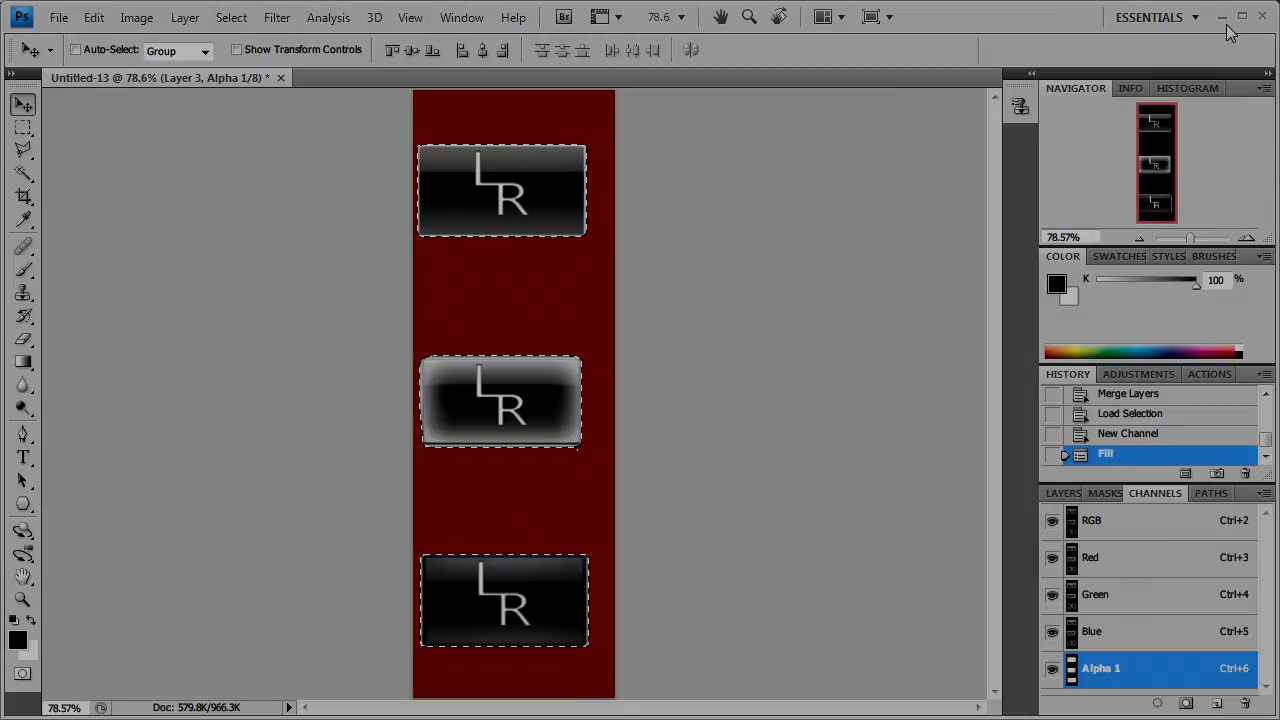 Ps File Edit Image Layer Select Filter Analysis 3D View Window Help Br 78.6 ESSENTIALS
Auto-Select: Group Show Transform Controls
Untitled-13 @ 78.6% (Layer 3, Alpha 1/8) *
NAVIGATOR INFO HISTOGRAM
L
R
L
R
L
R
78.57%
COLOR SWATCHES STYLES BRUSHES
K 100 %
HISTORY ADJUSTMENTS ACTIONS
Merge Layers
Load Selection
New Channel
Fill
LAYERS MASKS CHANNELS PATHS
RGB Ctrl+2
Red Ctrl+3
Green Ctrl+4
Blue Ctrl+5
Alpha 1 Ctrl+6
78.57% Doc: 579.8K/966.3K